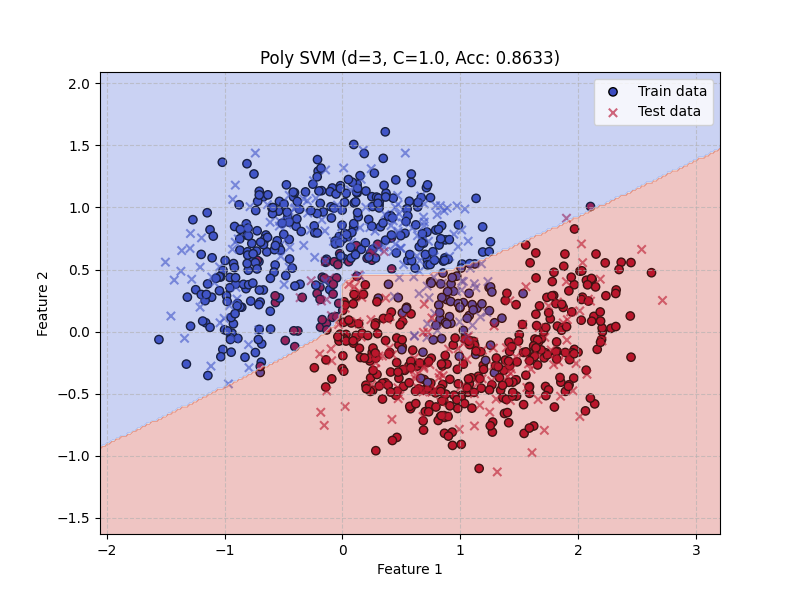 Poly SVM (d=3, C=1.0, Acc: 0.8633)
Train data
Test data
2.0
1.5
1.0
0.5
0.0
−0.5
−1.0
−1.5
Feature 2
−2
−1
0
1
2
3
Feature 1